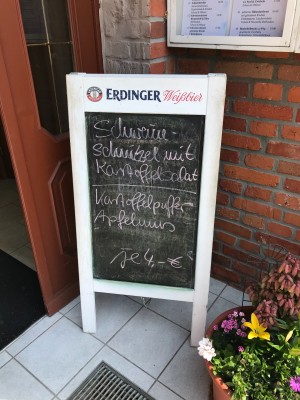 ERDINGER Weißbier
Schweine-
Schnitzel mit
Kartoffelsalat
Kartoffelpuffer
Apfelmus
Je 4,- €